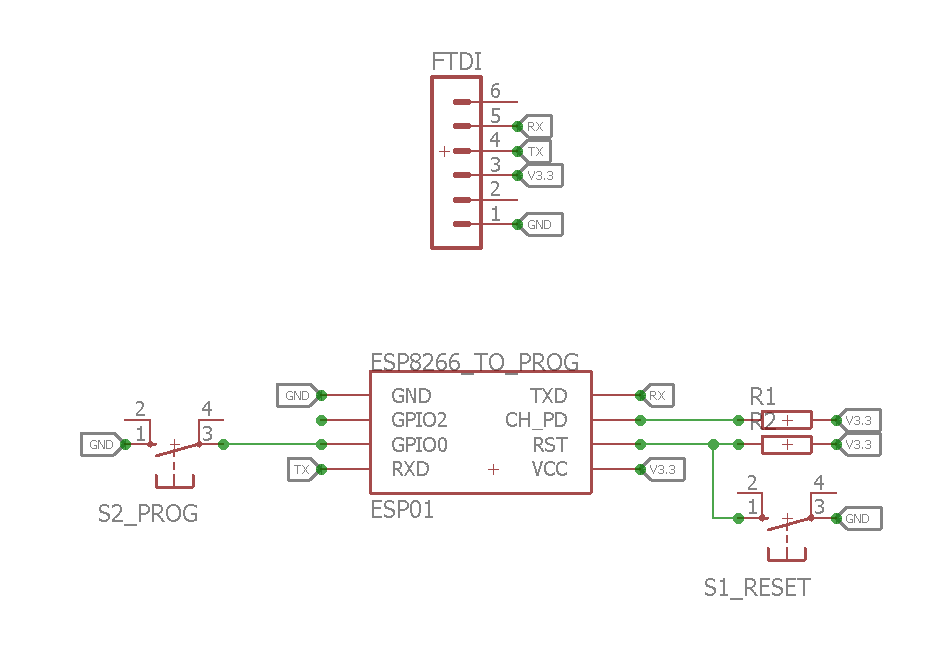 FTDI
6
5 RX
4 TX
3 V3.3
2
1 GND
ESP8266_TO_PROG
GND GND TXD RX
GPIO2 CH_PD R1 V3.3
GND 2 1 4 3 GPIO0 RST R2 V3.3
TX RXD VCC V3.3
S2_PROG
ESP01
2 1 4 3 GND
S1_RESET